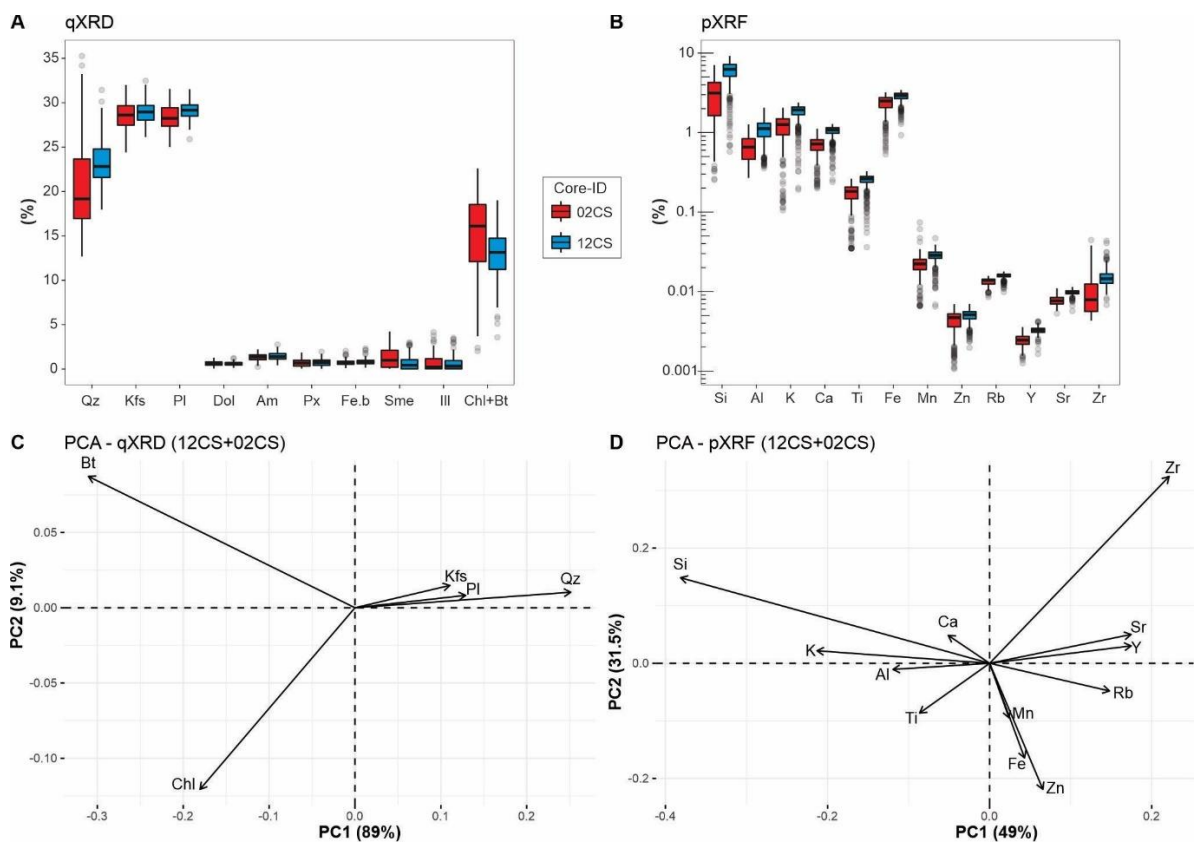 A qXRD
(%)
35
30
25
20
15
10
5
0
Qz Kfs Pl Dol Am Px Fe.b Sme Ill Chl+Bt
Core-ID
02CS
12CS
B pXRF
(%)
10
1
0.1
0.01
0.001
Si Al K Ca Ti Fe Mn Zn Rb Y Sr Zr
C PCA - qXRD (12CS+02CS)
Bt
Kfs
Pl
Qz
Chl
PC2 (9.1%)
0.05
0.00
-0.05
-0.10
-0.3 -0.2 -0.1 0.0 0.1 0.2
PC1 (89%)
D PCA - pXRF (12CS+02CS)
Zr
Si
Ca
Sr
K
Y
Al
Rb
Ti
Mn
Fe
Zn
PC2 (31.5%)
0.2
0.0
-0.2
-0.4 -0.2 0.0 0.2
PC1 (49%)